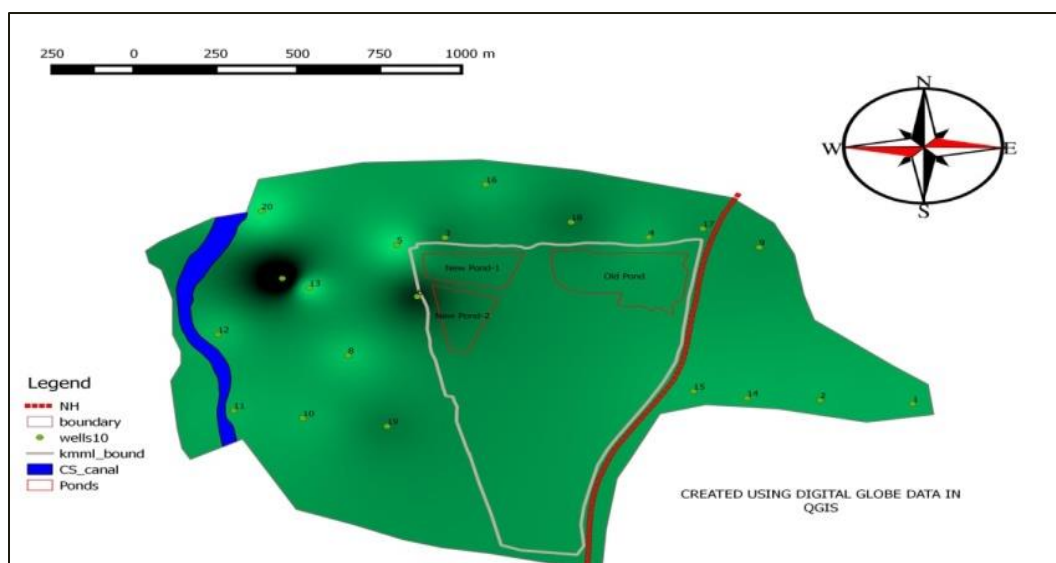 250 0 250 500 1000 m
N
W E
S
16
20
18
17
3 4
5 9
New Pond-1 Old Pond
13
New Pond-2
12
8
Legend
NH
boundary
wells10
kmml_bound
CS_canal
Ponds
15
14
2
1
11
10
19
CREATED USING DIGITAL GLOBE DATA IN
QGIS